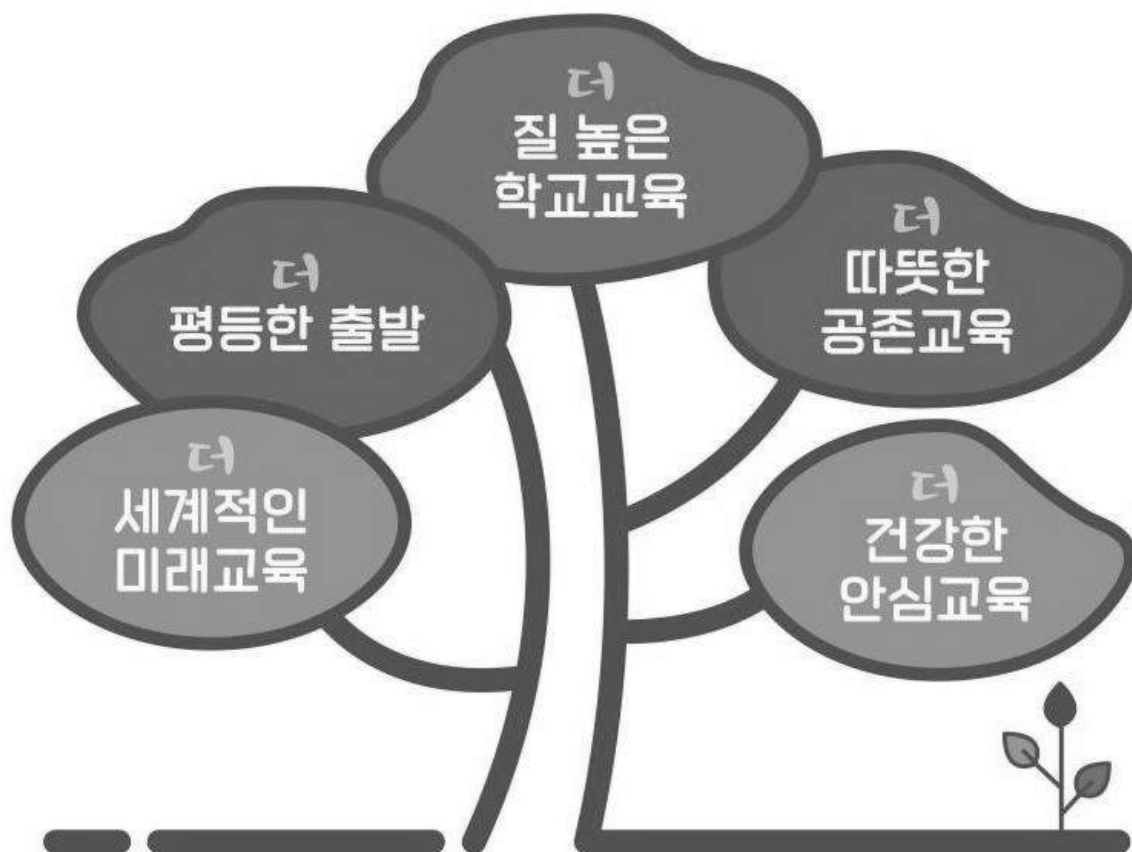 더
질 높은
학교교육
더
평등한 출발
더
따뜻한
공존교육
더
세계적인
미래교육
더
건강한
안심교육